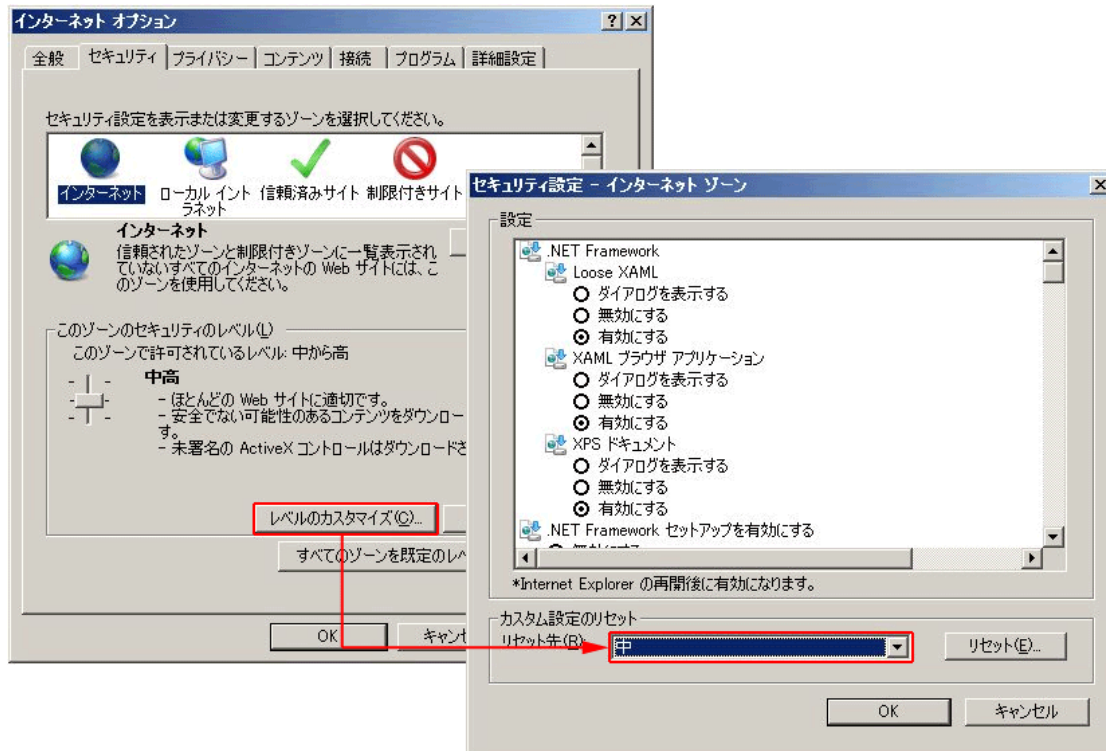 インターネット オプション
全般
セキュリティ
プライバシー
コンテンツ
接続
プログラム
詳細設定
セキュリティ設定を表示または変更するゾーンを選択してください。
インターネット
ローカル イント
ラネット
信頼済みサイト
制限付きサイト
インターネット
信頼されたゾーンと制限付きゾーンに一覧表示され
ていないすべてのインターネットの Web サイトには、こ
のゾーンを使用してください。
このゾーンのセキュリティのレベル(L)
このゾーンで許可されているレベル: 中から高
中高
- ほとんどの Web サイトに適切です。
- 安全でない可能性のあるコンテンツをダウンロー
す。
- 未署名の ActiveX コントロールはダウンロードさ
レベルのカスタマイズ(C)...
すべてのゾーンを既定のレベ
OK
キャンセ
セキュリティ設定 - インターネット ゾーン
設定
.NET Framework
Loose XAML
ダイアログを表示する
無効にする
有効にする
XAML ブラウザ アプリケーション
ダイアログを表示する
無効にする
有効にする
XPS ドキュメント
ダイアログを表示する
無効にする
有効にする
.NET Framework セットアップを有効にする
*Internet Explorer の再開後に有効になります。
カスタム設定のリセット
リセット先(R):
中
リセット(E)...
OK
キャンセル